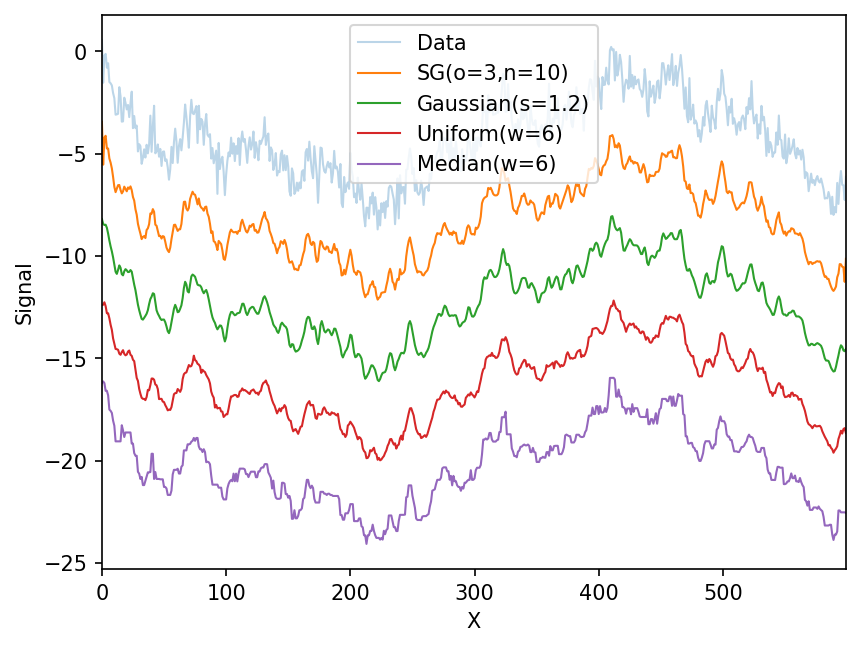 Data
SG(o=3,n=10)
Gaussian(s=1.2)
Uniform(w=6)
Median(w=6)
0
−5
−10
−15
−20
−25
Signal
0 100 200 300 400 500
X